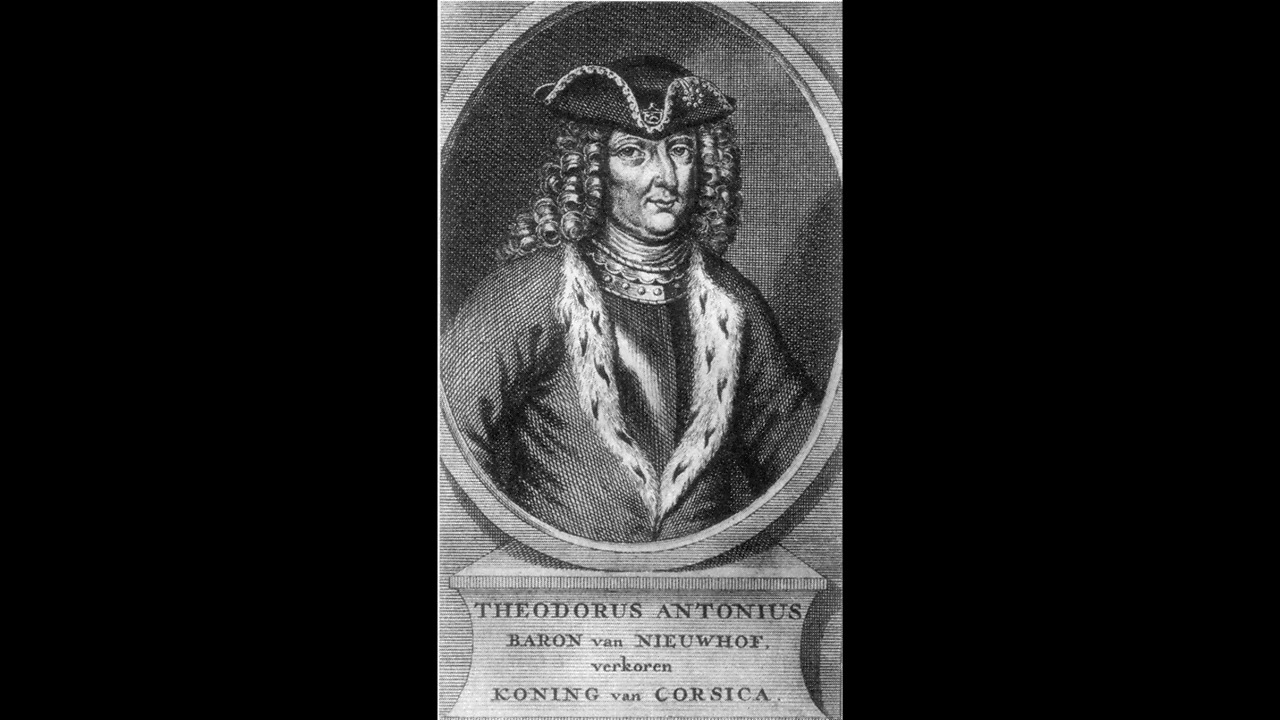 THEODORUS ANTONIUS
BARON van NIEUWHOF,
verkoren
KONING van CORSICA.